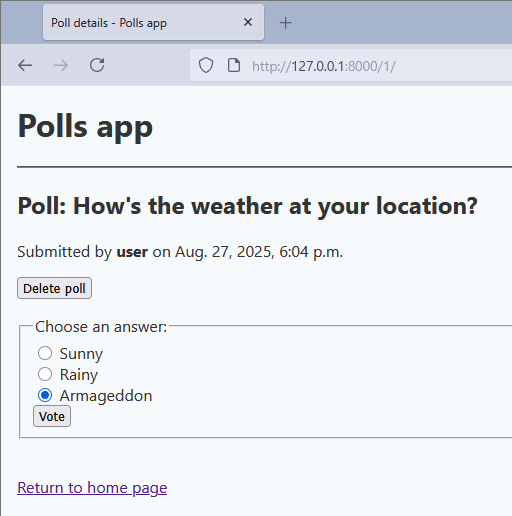 Poll details - Polls app
http://127.0.0.1:8000/1/
Polls app
Poll: How's the weather at your location?
Submitted by user on Aug. 27, 2025, 6:04 p.m.
Delete poll
Choose an answer:
Sunny
Rainy
Armageddon
Vote
Return to home page